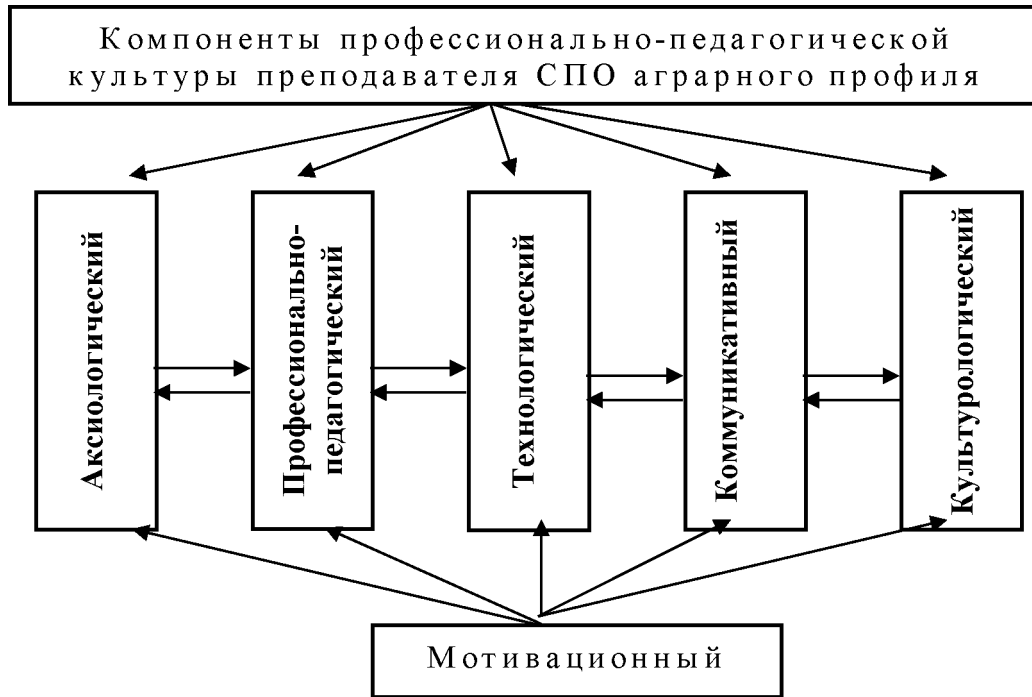 Компоненты профессионально-педагогической
культуры преподавателя СПО аграрного профиля
Аксиологический
Профессионально-
педагогический
Технологический
Коммуникативный
Культурологический
Мотивационный